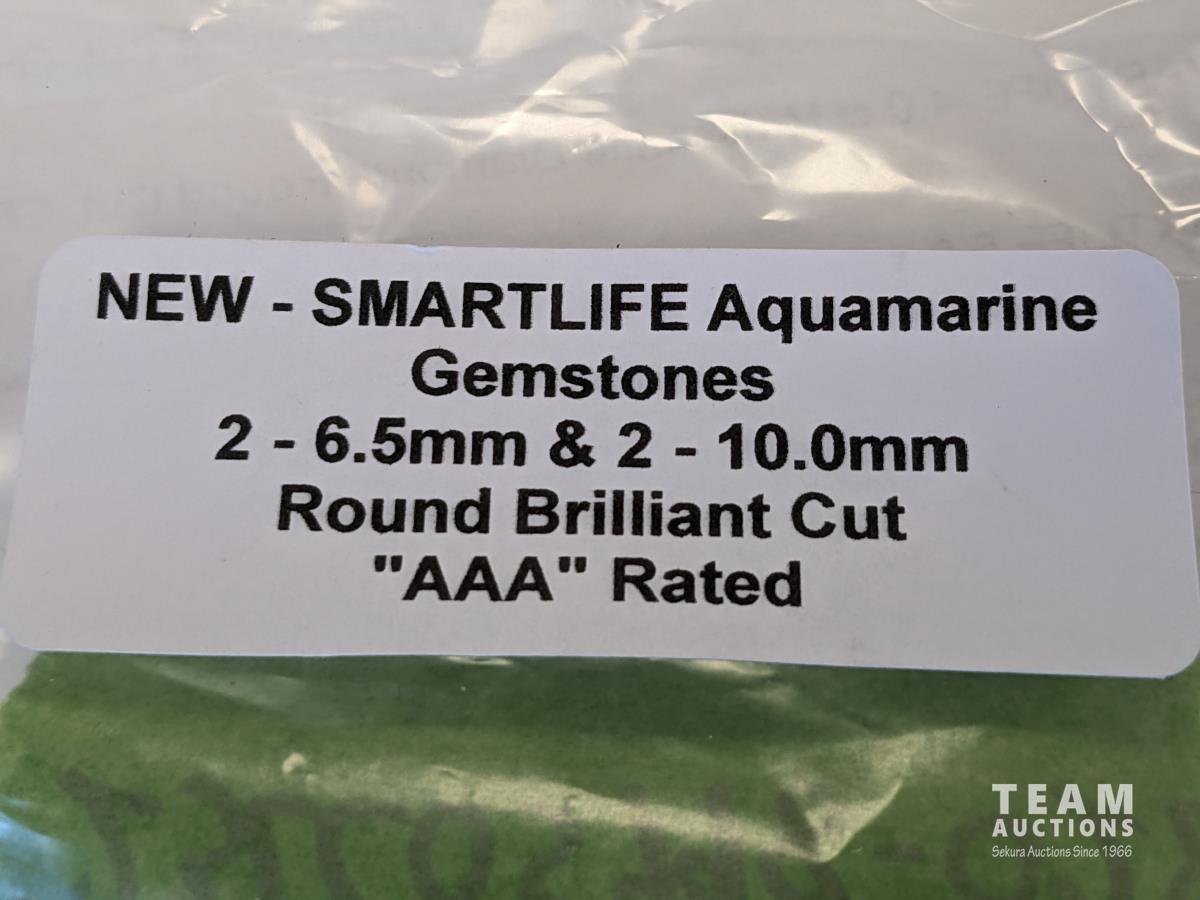 NEW - SMARTLIFE Aquamarine
Gemstones
2 - 6.5mm & 2 - 10.0mm
Round Brilliant Cut
"AAA" Rated
TEAM
AUCTIONS
Sekura Auctions Since 1966